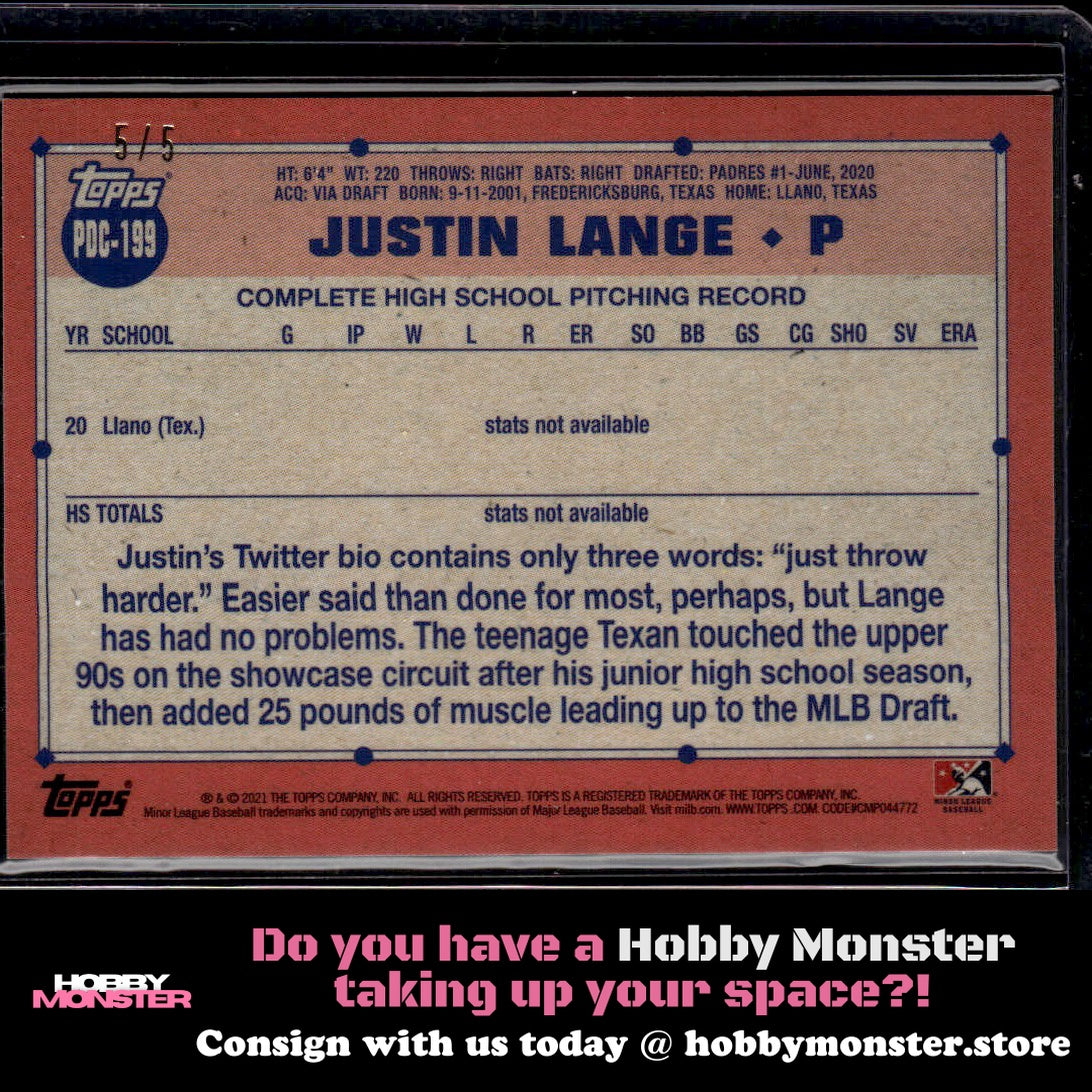 5/5
topps
PDC-199
HT: 6'4" WT: 220 THROWS: RIGHT BATS: RIGHT DRAFTED: PADRES #1-JUNE, 2020
ACQ: VIA DRAFT BORN: 9-11-2001, FREDERICKSBURG, TEXAS HOME: LLANO, TEXAS
JUSTIN LANGE ◆ P
COMPLETE HIGH SCHOOL PITCHING RECORD
YR SCHOOL G IP W L R ER SO BB GS CG SHO SV ERA
20 Llano (Tex.) stats not available
HS TOTALS stats not available
Justin's Twitter bio contains only three words: “just throw
harder.” Easier said than done for most, perhaps, but Lange
has had no problems. The teenage Texan touched the upper
90s on the showcase circuit after his junior high school season,
then added 25 pounds of muscle leading up to the MLB Draft.
topps
® & © 2021 THE TOPPS COMPANY, INC. ALL RIGHTS RESERVED. TOPPS IS A REGISTERED TRADEMARK OF THE TOPPS COMPANY, INC.
Minor League Baseball trademarks and copyrights are used with permission of Major League Baseball. Visit milb.com. WWW.TOPPS.COM. CODE#CMP044772
MINOR LEAGUE
BASEBALL
Do you have a Hobby Monster
taking up your space?!
HOBBY
MONSTER
Consign with us today @ hobbymonster.store